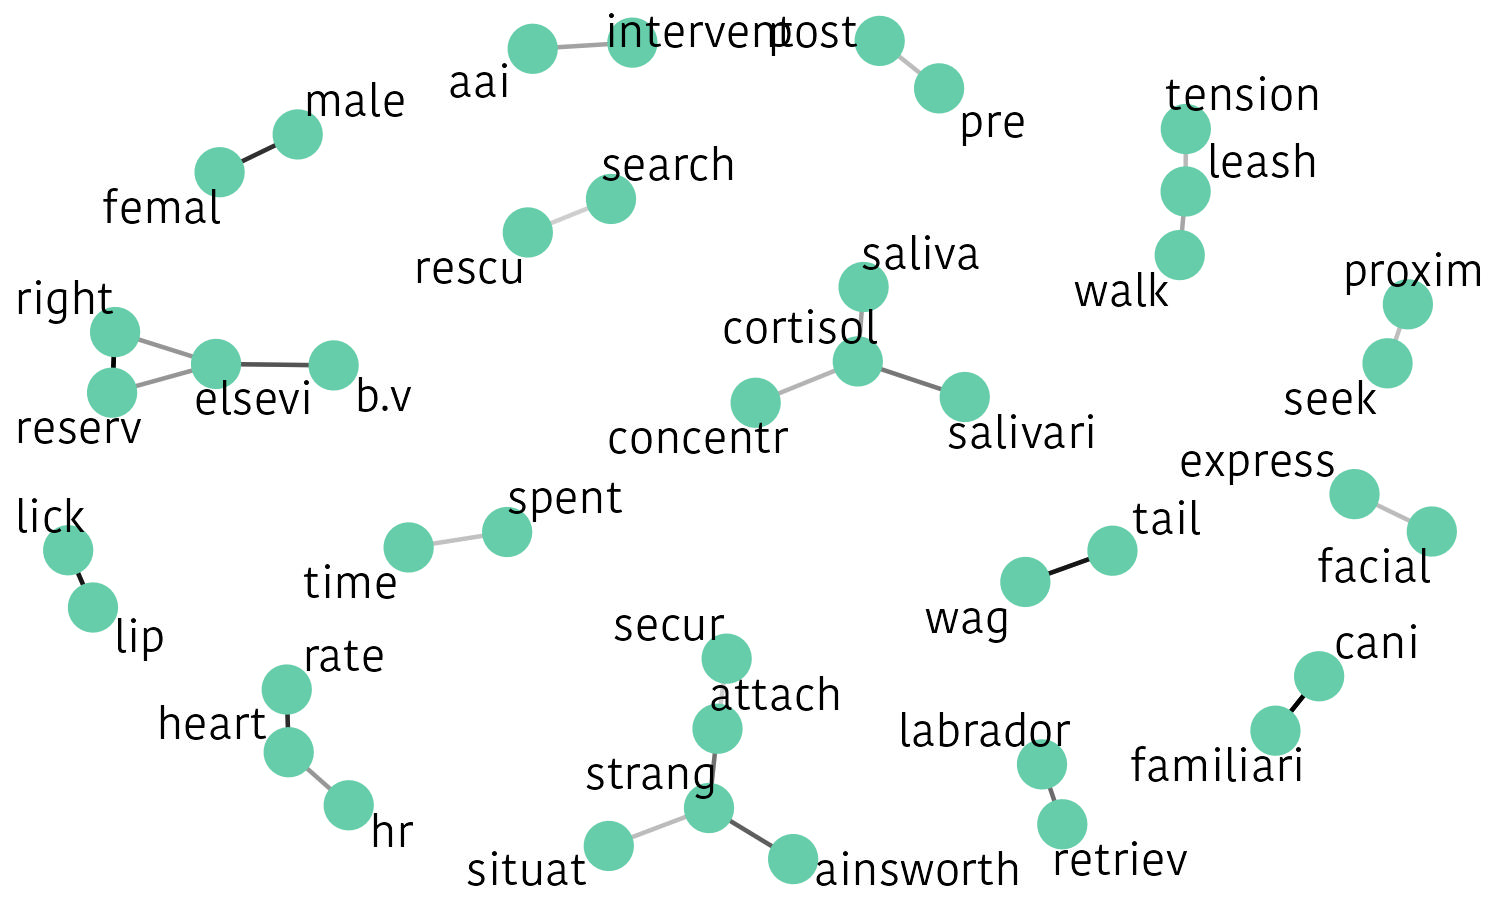 intervent
post
aai
male
pre
tension
leash
search
femal
rescu
saliva
walk
proxim
right
cortisol
seek
elsevi
b.v
reserv
concentr
salivari
express
lick
spent
tail
time
facial
lip
wag
secur
cani
rate
attach
heart
labrador
familiari
strang
hr
situat
ainsworth
retriev